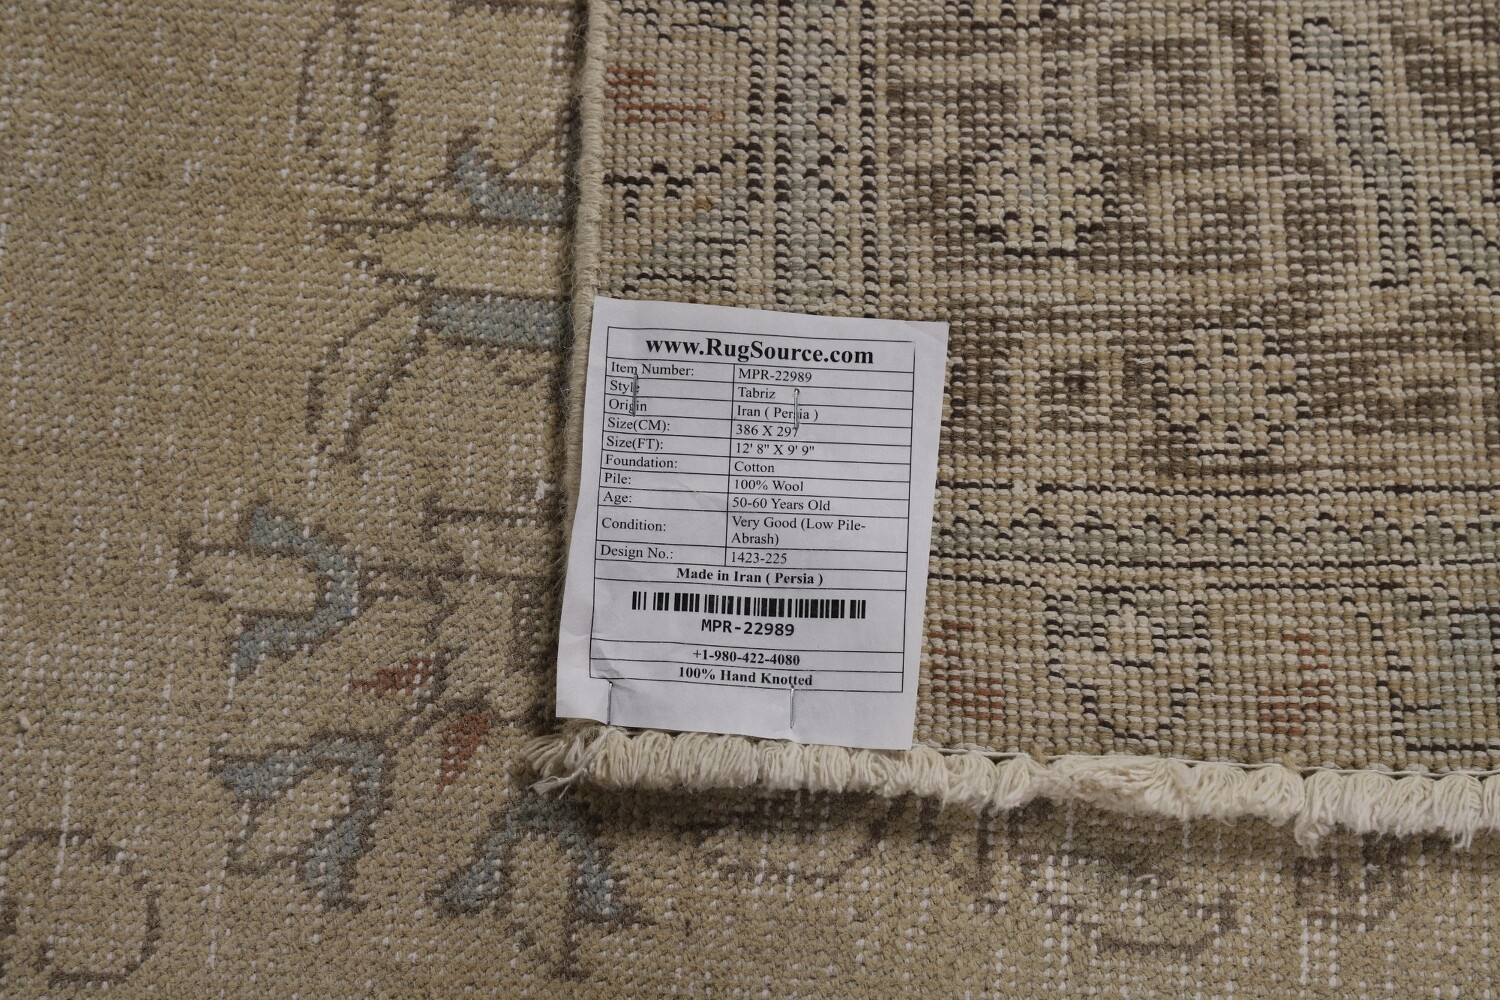 www.RugSource.com
Item Number: MPR-22989
Style Tabriz
Origin Iran ( Persia )
Size(CM): 386 X 297
Size(FT): 12' 8" X 9' 9"
Foundation: Cotton
Pile: 100% Wool
Age: 50-60 Years Old
Condition: Very Good (Low Pile-
Abrash)
Design No.: 1423-225
Made in Iran ( Persia )
MPR-22989
+1-980-422-4080
100% Hand Knotted